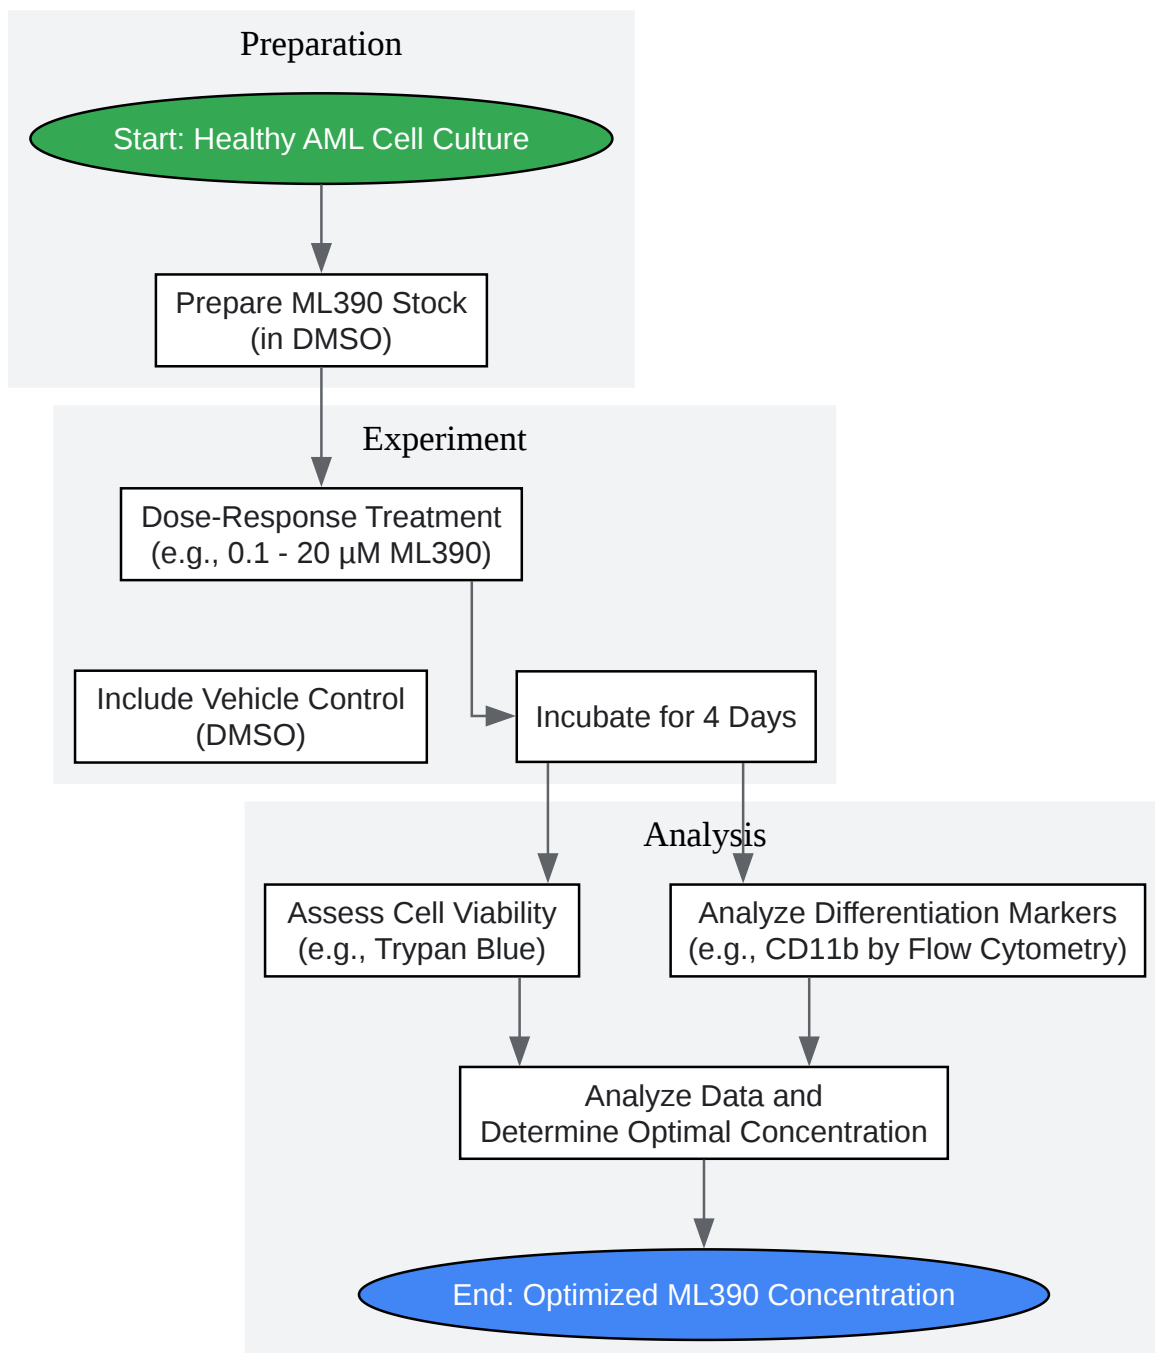 Preparation
Start: Healthy AML Cell Culture
Prepare ML390 Stock
(in DMSO)
Experiment
Dose-Response Treatment
(e.g., 0.1 - 20 µM ML390)
Include Vehicle Control
(DMSO)
Incubate for 4 Days
Analysis
Assess Cell Viability
(e.g., Trypan Blue)
Analyze Differentiation Markers
(e.g., CD11b by Flow Cytometry)
Analyze Data and
Determine Optimal Concentration
End: Optimized ML390 Concentration